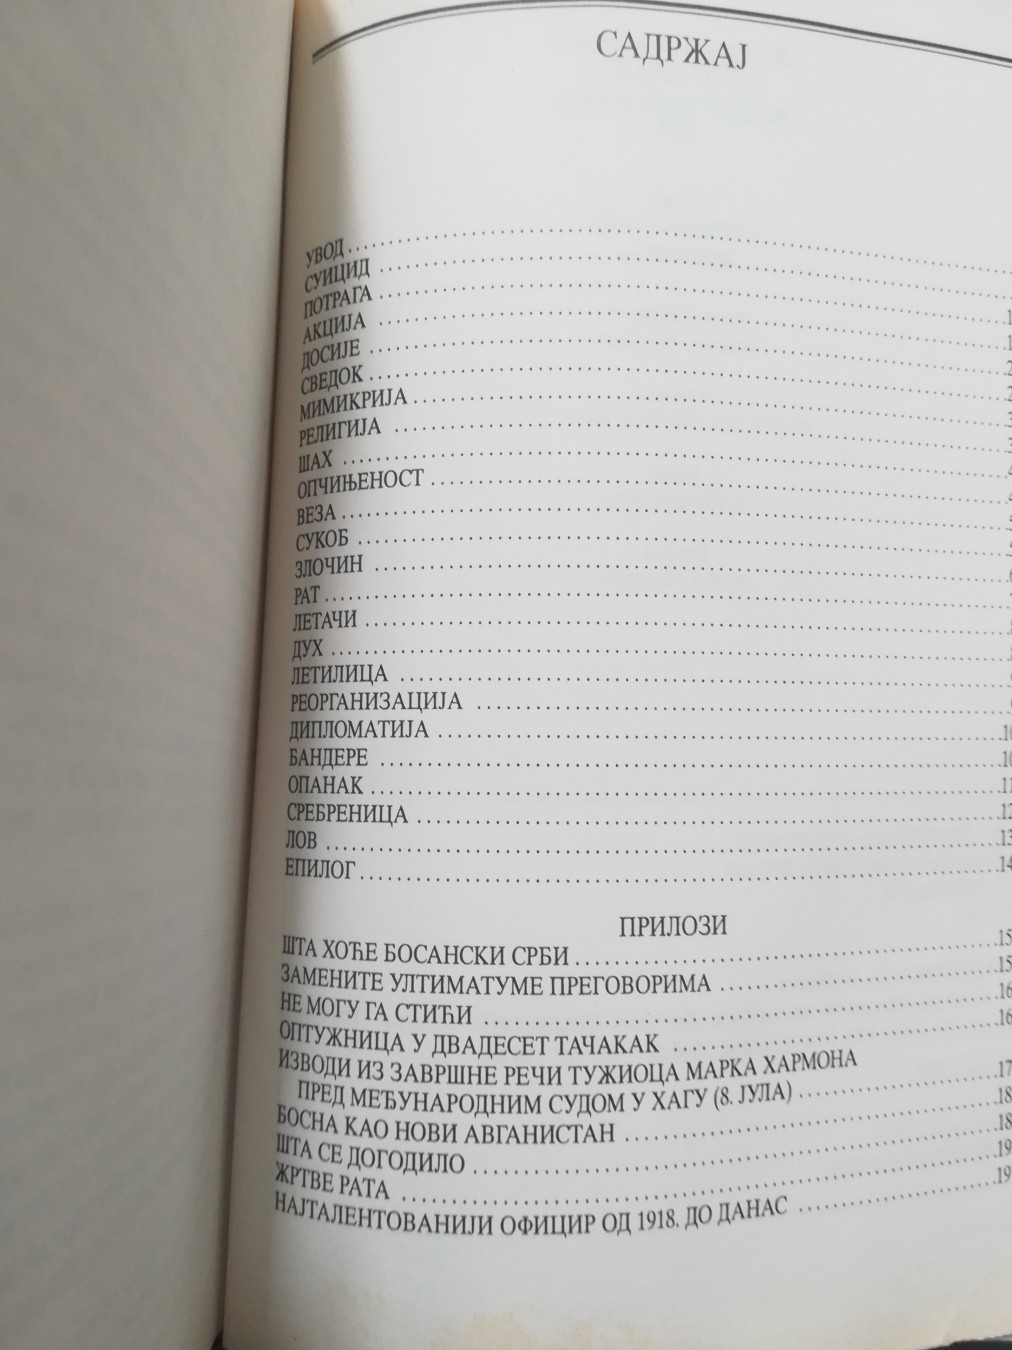 САДРЖАЈ
УВОД
СУИЦИД
ПОТРАГА
АКЦИЈА
ДОСИЈЕ
СВЕДОК
МИМИКРИЈА
РЕЛИГИЈА
ШАХ
ОПЧИЊЕНОСТ
ВЕЗА
СУКОБ
ЗЛОЧИН
РАТ
ЛЕТАЧИ
ДУХ
ЛЕТИЛИЦА
РЕОРГАНИЗАЦИЈА
ДИПЛОМАТИЈА
БАНДЕРЕ
ОПАНАК
СРЕБРЕНИЦА
ЛОВ
ЕПИЛОГ
ПРИЛОЗИ
ШТА ХОЋЕ БОСАНСКИ СРБИ
ЗАМЕНИТЕ УЛТИМАТУМЕ ПРЕГОВОРИМА
НЕ МОГУ ГА СТИЋИ
ОПТУЖНИЦА У ДВАДЕСЕТ ТАЧАКАК
ИЗВОДИ ИЗ ЗАВРШНЕ РЕЧИ ТУЖИОЦА МАРКА ХАРМОНА
ПРЕД МЕЂУНАРОДНИМ СУДОМ У ХАГУ (8. ЈУЛА)
БОСНА КАО НОВИ АВГАНИСТАН
ШТА СЕ ДОГОДИЛО
ЖРТВЕ РАТА
НАЈТАЛЕНТОВАНИЈИ ОФИЦИР ОД 1918. ДО ДАНАС